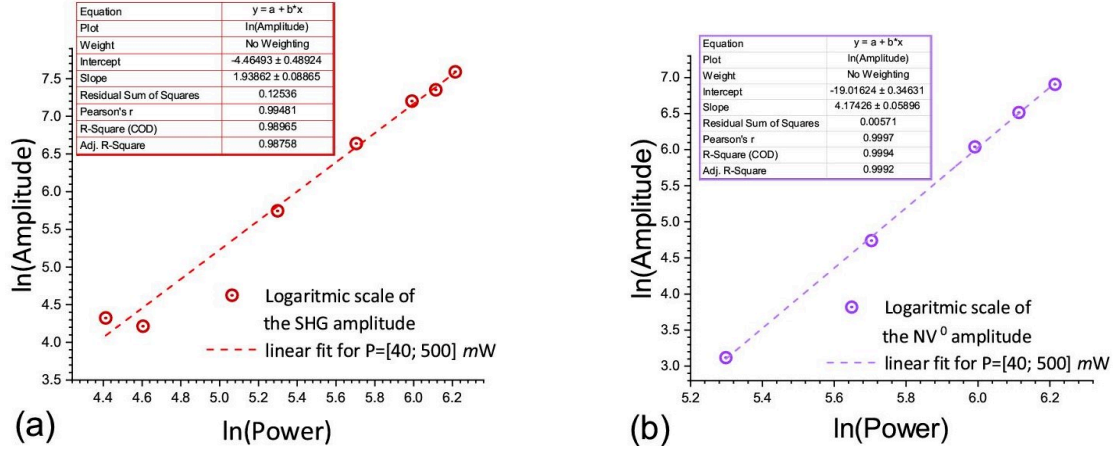 Equation y = a + b*x
Plot ln(Amplitude)
Weight No Weighting
Intercept -4.46493 ± 0.48924
Slope 1.93862 ± 0.08865
Residual Sum of Squares 0.12536
Pearson's r 0.99481
R-Square (COD) 0.98965
Adj. R-Square 0.98758
ln(Amplitude)
7.5
7.0
6.5
6.0
5.5
5.0
4.5
4.0
3.5
Logaritmic scale of
the SHG amplitude
linear fit for P=[40; 500] mW
4.4 4.6 4.8 5.0 5.2 5.4 5.6 5.8 6.0 6.2
(a)
ln(Power)
Equation y = a + b*x
Plot ln(Amplitude)
Weight No Weighting
Intercept -19.01624 ± 0.34631
Slope 4.17426 ± 0.05896
Residual Sum of Squares 0.00571
Pearson's r 0.9997
R-Square (COD) 0.9994
Adj. R-Square 0.9992
ln(Amplitude)
7.0
6.5
6.0
5.5
5.0
4.5
4.0
3.5
3.0
Logaritmic scale of
the NV⁰ amplitude
linear fit for P=[40; 500] mW
5.2 5.4 5.6 5.8 6.0 6.2
(b)
ln(Power)